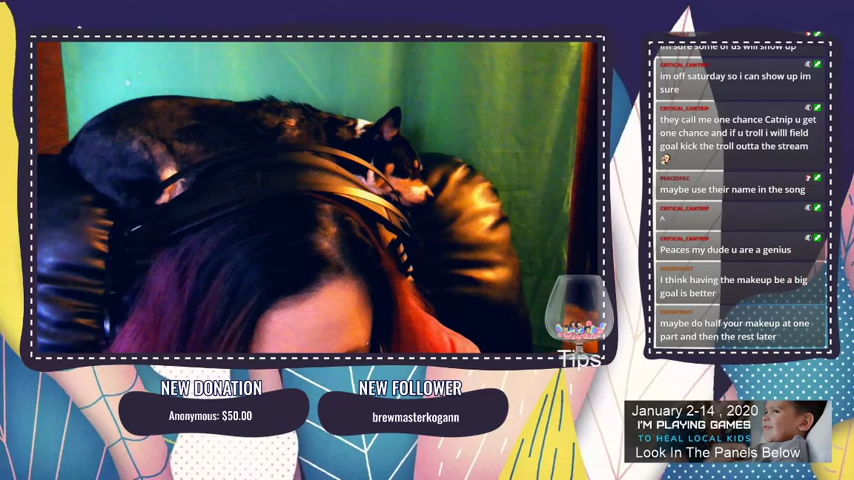 im sure some of us will show up
CRITICAL_CANTRIP
im off saturday so i can show up im
sure
CRITICAL_CANTRIP
they call me one chance Catnip u get
one chance and if u troll i willl field
goal kick the troll outta the stream
PEACESPEC
maybe use their name in the song
CRITICAL_CANTRIP
^
CRITICAL_CANTRIP
Peaces my dude u are a genius
I think having the makeup be a big
goal is better
maybe do half your makeup at one
part and then the rest later
Tips
NEW DONATION
Anonymous: $50.00
NEW FOLLOWER
brewmasterkogann
January 2-14 , 2020
I'M PLAYING GAMES
TO HEAL LOCAL KIDS
Look In The Panels Below